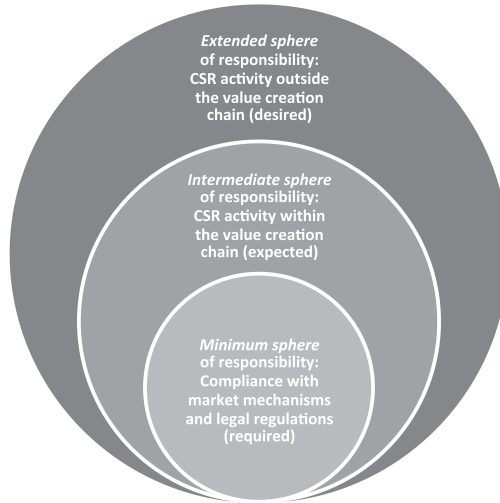 Extended sphere
of responsibility:
CSR activity outside
the value creation
chain (desired)
Intermediate sphere
of responsibility:
CSR activity within
the value creation
chain (expected)
Minimum sphere
of responsibility:
Compliance with
market mechanisms
and legal regulations
(required)